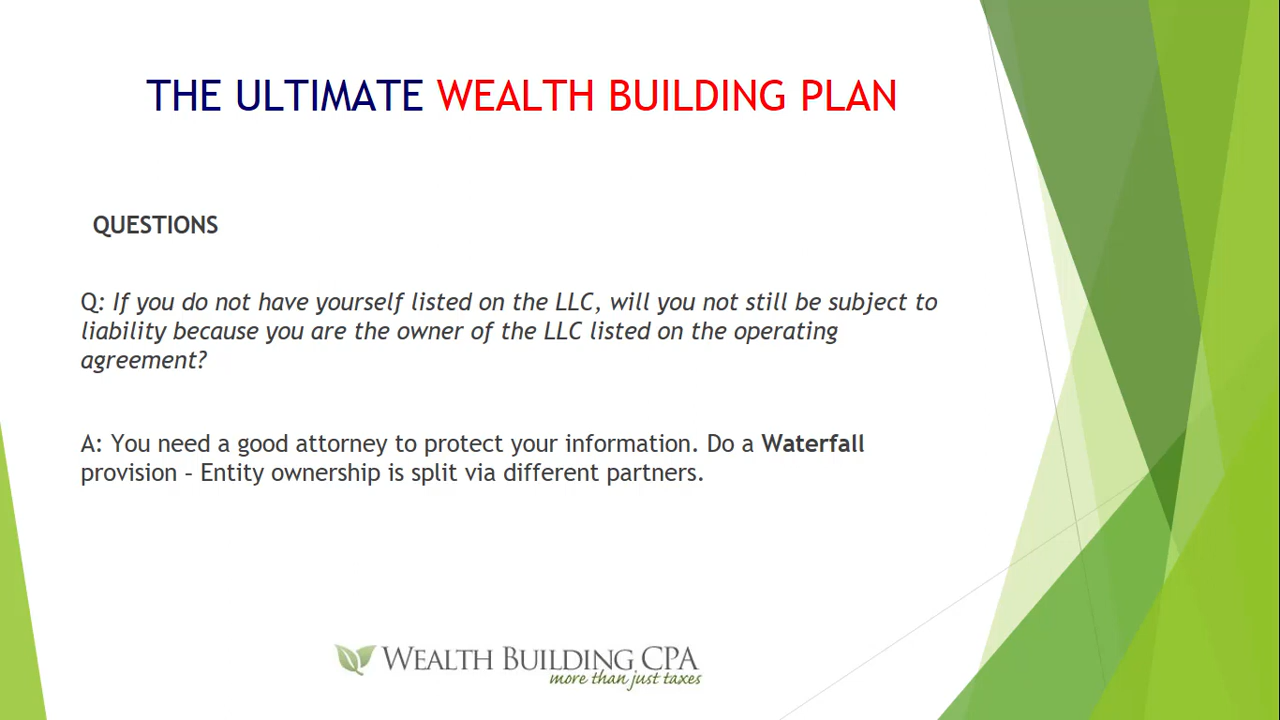 THE ULTIMATE WEALTH BUILDING PLAN
QUESTIONS
Q: If you do not have yourself listed on the LLC, will you not still be subject to
liability because you are the owner of the LLC listed on the operating
agreement?
A: You need a good attorney to protect your information. Do a Waterfall
provision – Entity ownership is split via different partners.
WEALTH BUILDING CPA
more than just taxes